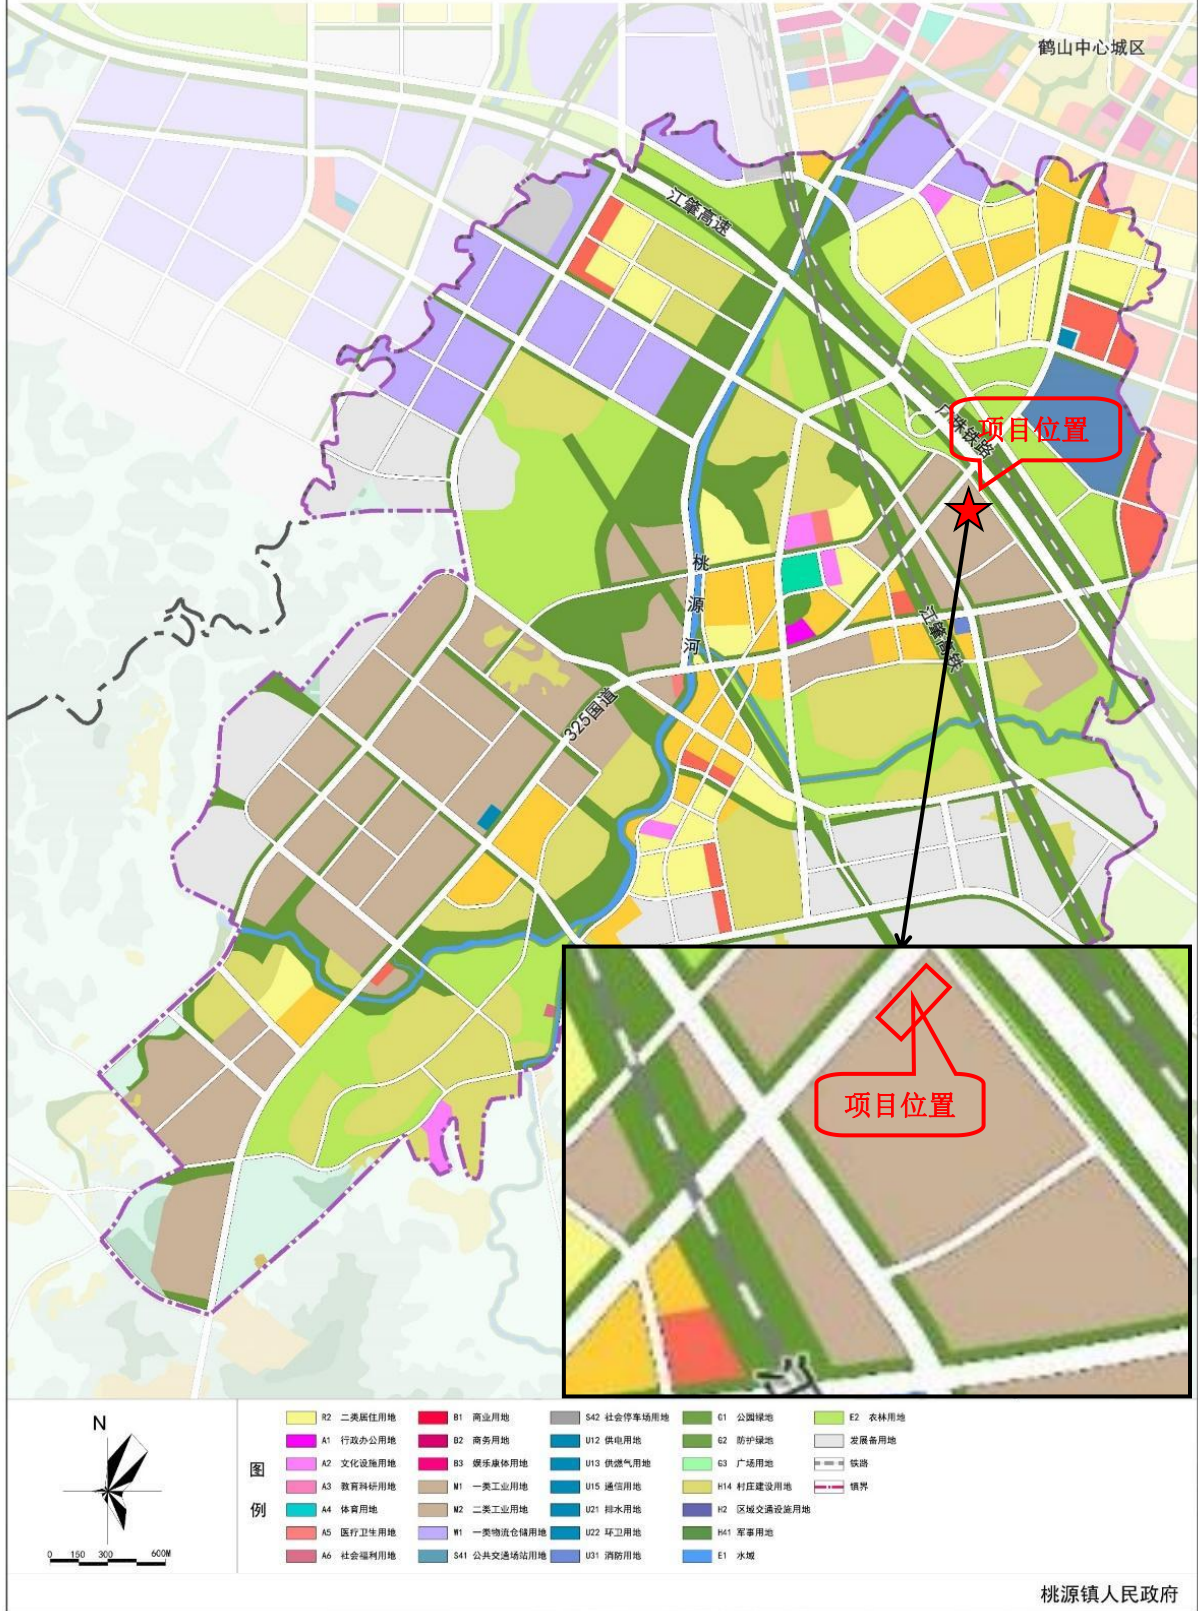 鹤山中心城区
江肇高速
广珠铁路
项目位置
桃源河
江肇高铁
325国道
项目位置
N
0 150 300 600M
图例
R2 二类居住用地
A1 行政办公用地
A2 文化设施用地
A3 教育科研用地
A4 体育用地
A5 医疗卫生用地
A6 社会福利用地
B1 商业用地
B2 商务用地
B3 娱乐康体用地
M1 一类工业用地
M2 二类工业用地
W1 一类物流仓储用地
S41 公共交通场站用地
S42 社会停车场用地
U12 供电用地
U13 供燃气用地
U15 通信用地
U21 排水用地
U22 环卫用地
U31 消防用地
G1 公园绿地
G2 防护绿地
G3 广场用地
H14 村庄建设用地
H2 区域交通设施用地
H41 军事用地
E1 水域
E2 农林用地
发展备用地
铁路
镇界
桃源镇人民政府